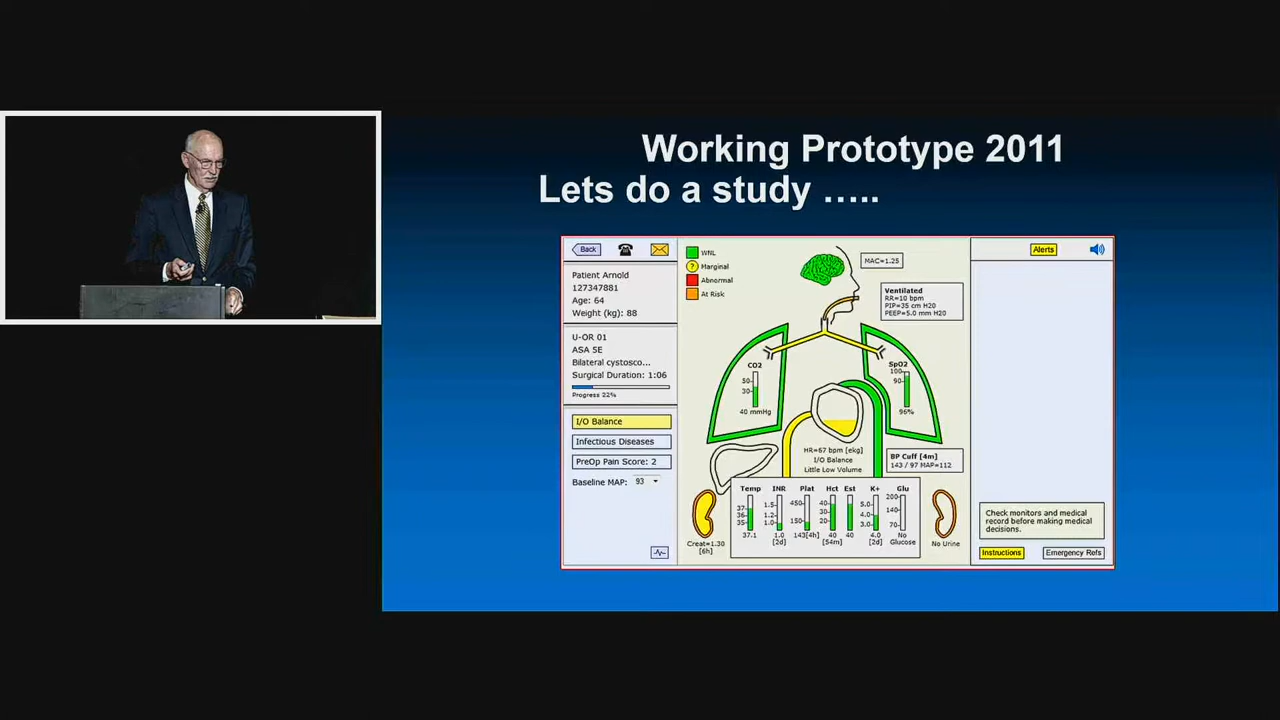 Working Prototype 2011
Lets do a study …..
Back
Patient Arnold
127347881
Age: 64
Weight (kg): 88
U-OR 01
ASA 5E
Bilateral cystosco...
Surgical Duration: 1:06
Progress 22%
I/O Balance
Infectious Diseases
PreOp Pain Score: 2
Baseline MAP: 93
WNL
? Marginal
Abnormal
At Risk
MAC=1.25
Ventilated
RR=10 bpm
PIP=35 cm H20
PEEP=5.0 mm H20
CO2
50
30
40 mmHg
SpO2
100
90
96%
HR=67 bpm [ekg]
I/O Balance
Little Low Volume
BP Cuff [4m]
143 / 97 MAP=112
Temp INR Plat Hct Est K+ Glu
37 1.5 450 40 5.0 200
36 1.2 30 4.0 140
35 1.0 150 20 3.0 70
37.1 1.0 143[4h] 40 40 4.0 No
[2d] [54m] [2d] Glucose
Creat=1.30
[6h]
No Urine
Alerts
Check monitors and medical
record before making medical
decisions.
Instructions
Emergency Refs